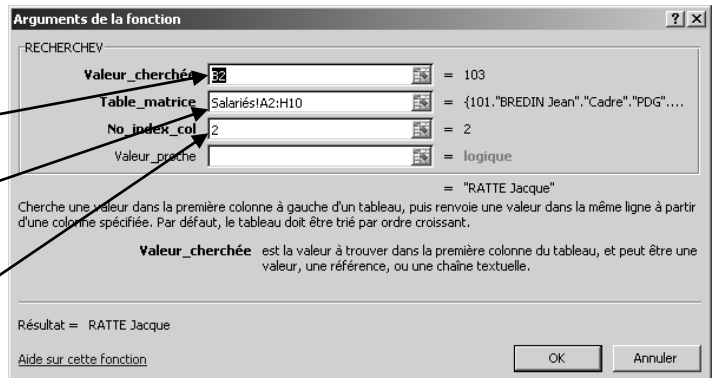 Arguments de la fonction
RECHERCHEV
Valeur_cherchée B2 = 103
Table_matrice Salariés!A2:H10 = {101."BREDIN Jean"."Cadre"."PDG"....
No_index_col 2 = 2
Valeur_proche = logique
= "RATTE Jacque"
Cherche une valeur dans la première colonne à gauche d'un tableau, puis renvoie une valeur dans la même ligne à partir
d'une colonne spécifiée. Par défaut, le tableau doit être trié par ordre croissant.
Valeur_cherchée est la valeur à trouver dans la première colonne du tableau, et peut être une
valeur, une référence, ou une chaîne textuelle.
Résultat = RATTE Jacque
Aide sur cette fonction
OK Annuler